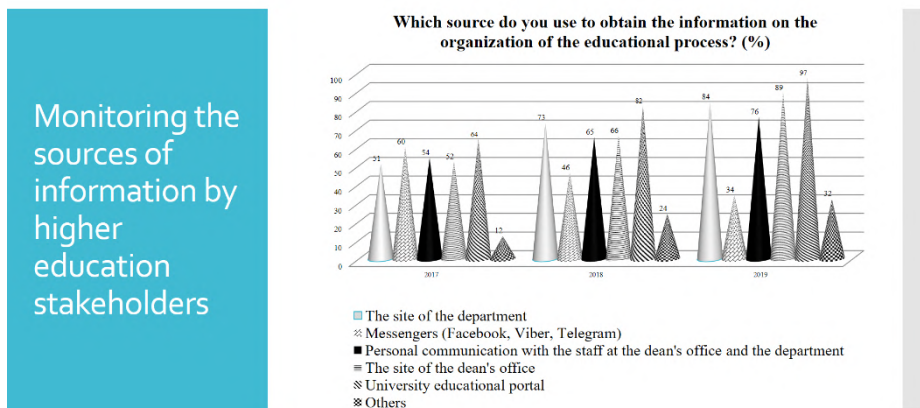 Monitoring the
sources of
information by
higher
education
stakeholders
Which source do you use to obtain the information on the
organization of the educational process? (%)
100
90
80
70
60
50
40
30
20
10
0
51
60
54
52
64
12
73
46
65
66
82
24
84
34
76
89
97
32
2017
2018
2019
The site of the department
Messengers (Facebook, Viber, Telegram)
Personal communication with the staff at the dean's office and the department
The site of the dean's office
University educational portal
Others